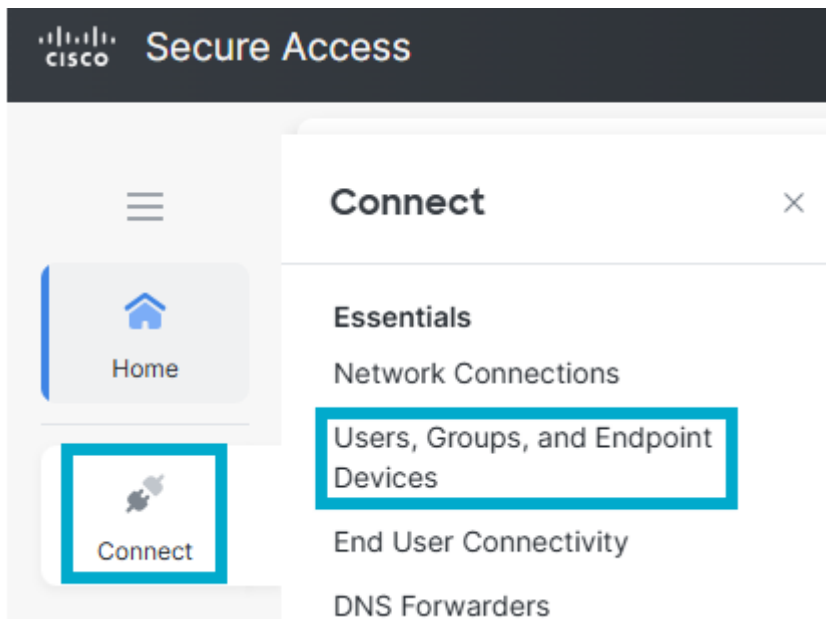 cisco Secure Access
Connect
Home
Essentials
Network Connections
Users, Groups, and Endpoint
Devices
Connect
End User Connectivity
DNS Forwarders